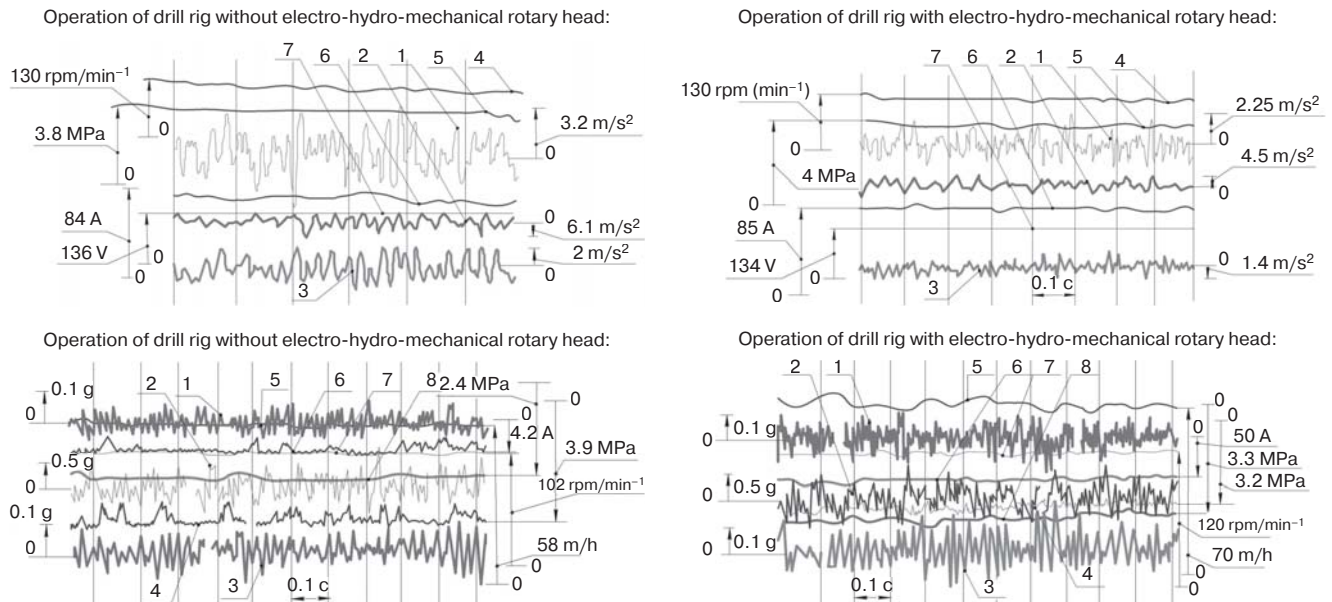 Operation of drill rig without electro-hydro-mechanical rotary head:
7 6 2 1 5 4
130 rpm/min⁻¹
0
3.8 MPa
0
3.2 m/s²
0
84 A
136 V
0
0
0
6.1 m/s²
2 m/s²
0
3
Operation of drill rig with electro-hydro-mechanical rotary head:
7 6 2 1 5 4
130 rpm (min⁻¹)
0
4 MPa
0
2.25 m/s²
0
4.5 m/s²
0
85 A
134 V
0
0
1.4 m/s²
0
3
0.1 c
Operation of drill rig without electro-hydro-mechanical rotary head:
0.1 g
0
2 1 5 6 7 8
2.4 MPa
0
0
4.2 A
3.9 MPa
0.5 g
0
102 rpm/min⁻¹
0.1 g
0
58 m/h
0
0
4 3
0.1 c
Operation of drill rig with electro-hydro-mechanical rotary head:
2 1 5 6 7 8
0.1 g
0
0
0
0
50 A
3.3 MPa
3.2 MPa
0.5 g
0
0.1 g
0
120 rpm/min⁻¹
70 m/h
0
0
0.1 c
3 4